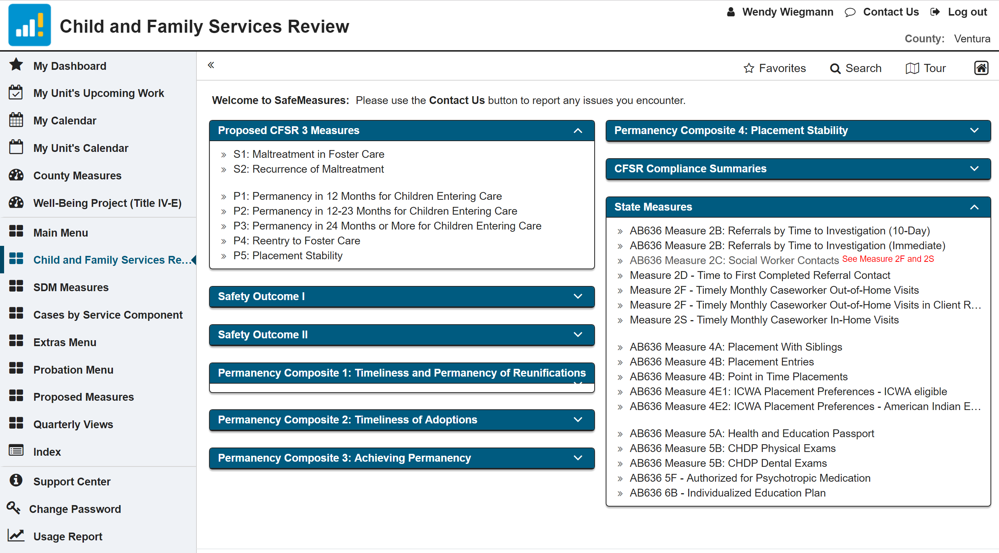 Child and Family Services Review
Wendy Wiegmann
Contact Us
Log out
County: Ventura
My Dashboard
My Unit's Upcoming Work
My Calendar
My Unit's Calendar
County Measures
Well-Being Project (Title IV-E)
Main Menu
Child and Family Services Re...
SDM Measures
Cases by Service Component
Extras Menu
Probation Menu
Proposed Measures
Quarterly Views
Index
Support Center
Change Password
Usage Report
«
Favorites
Search
Tour
Welcome to SafeMeasures: Please use the Contact Us button to report any issues you encounter.
Proposed CFSR 3 Measures
» S1: Maltreatment in Foster Care
» S2: Recurrence of Maltreatment
» P1: Permanency in 12 Months for Children Entering Care
» P2: Permanency in 12-23 Months for Children Entering Care
» P3: Permanency in 24 Months or More for Children Entering Care
» P4: Reentry to Foster Care
» P5: Placement Stability
Safety Outcome I
Safety Outcome II
Permanency Composite 1: Timeliness and Permanency of Reunifications
Permanency Composite 2: Timeliness of Adoptions
Permanency Composite 3: Achieving Permanency
Permanency Composite 4: Placement Stability
CFSR Compliance Summaries
State Measures
» AB636 Measure 2B: Referrals by Time to Investigation (10-Day)
» AB636 Measure 2B: Referrals by Time to Investigation (Immediate)
» AB636 Measure 2C: Social Worker Contacts See Measure 2F and 2S
» Measure 2D - Time to First Completed Referral Contact
» Measure 2F - Timely Monthly Caseworker Out-of-Home Visits
» Measure 2F - Timely Monthly Caseworker Out-of-Home Visits in Client R...
» Measure 2S - Timely Monthly Caseworker In-Home Visits
» AB636 Measure 4A: Placement With Siblings
» AB636 Measure 4B: Placement Entries
» AB636 Measure 4B: Point in Time Placements
» AB636 Measure 4E1: ICWA Placement Preferences - ICWA eligible
» AB636 Measure 4E2: ICWA Placement Preferences - American Indian E...
» AB636 Measure 5A: Health and Education Passport
» AB636 Measure 5B: CHDP Physical Exams
» AB636 Measure 5B: CHDP Dental Exams
» AB636 5F - Authorized for Psychotropic Medication
» AB636 6B - Individualized Education Plan